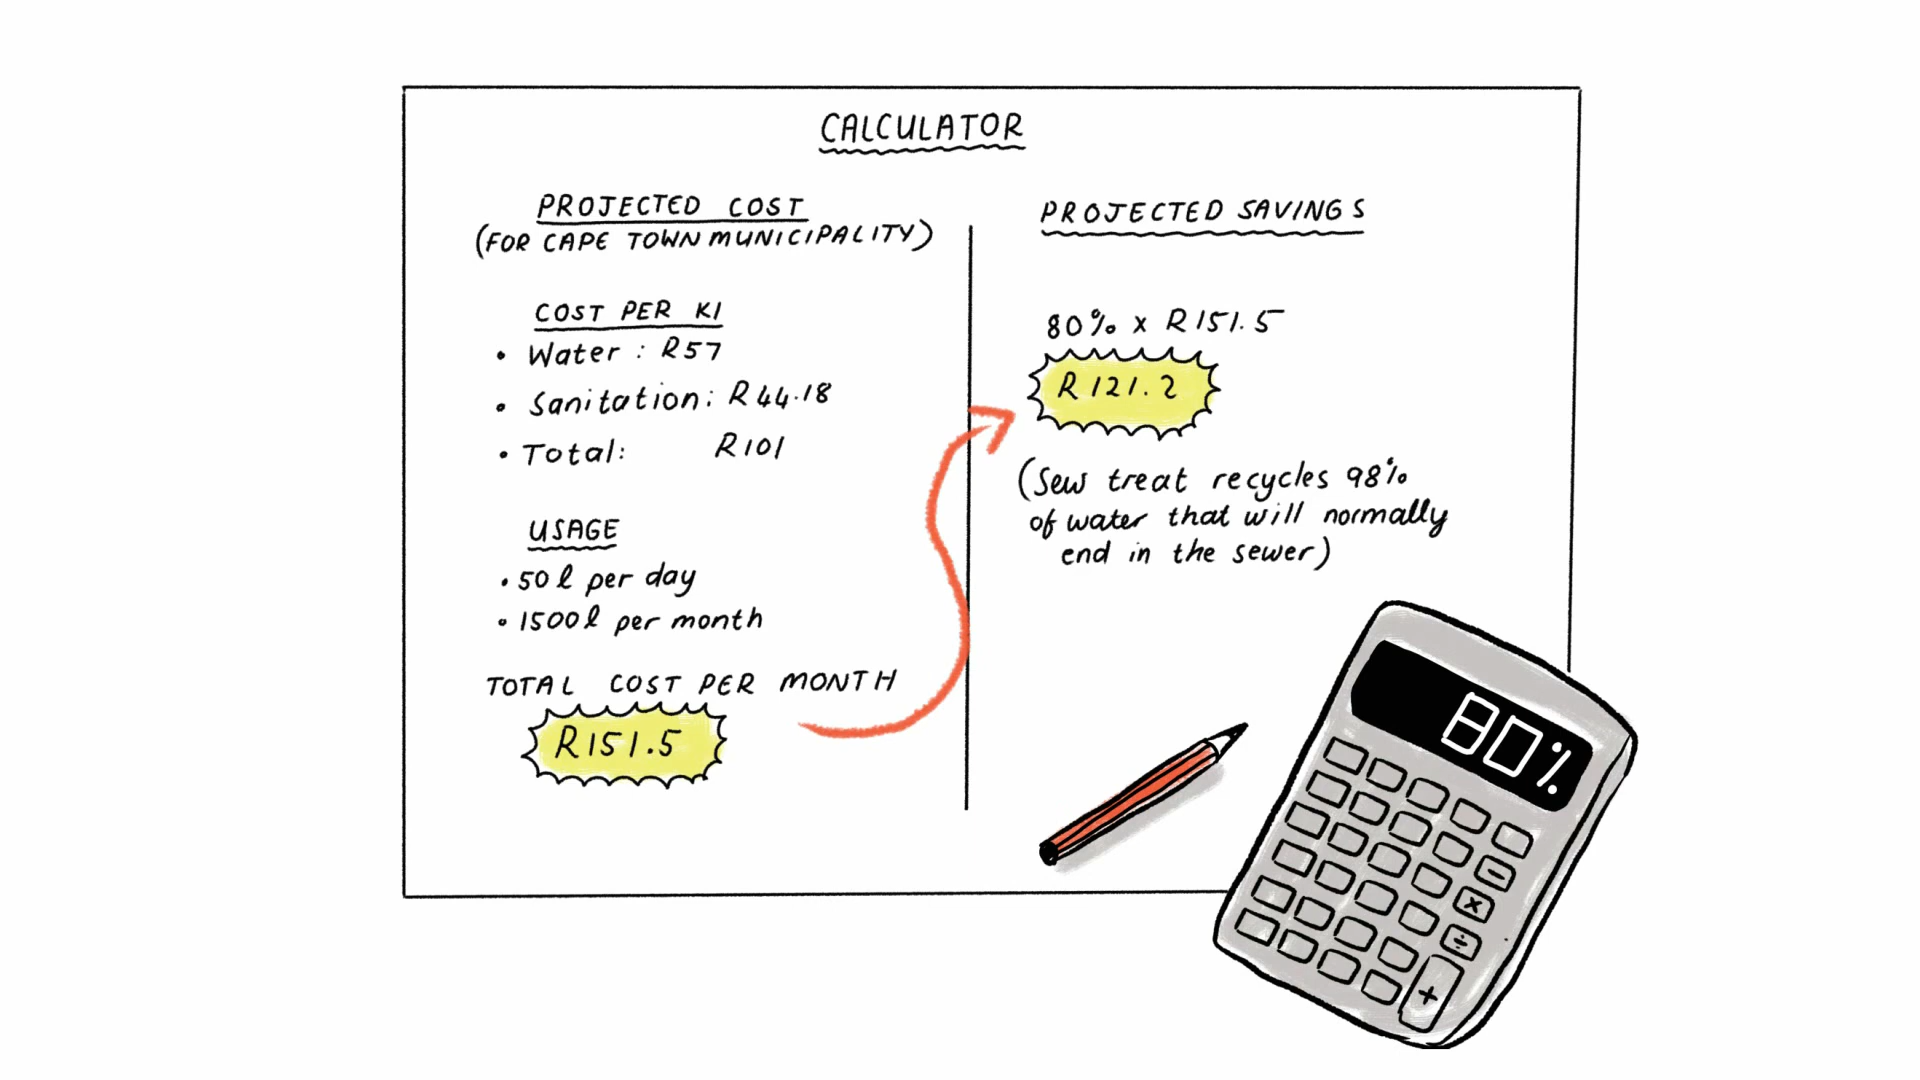 CALCULATOR
PROJECTED COST
(FOR CAPE TOWN MUNICIPALITY)
COST PER Kl
• Water : R57
• Sanitation: R44.18
• Total: R101
USAGE
• 50 l per day
• 1500 l per month
TOTAL COST PER MONTH
R151.5
PROJECTED SAVINGS
80% x R151.5
R121.2
(Sew treat recycles 98%
of water that will normally
end in the sewer)
80%
-
x
÷
+